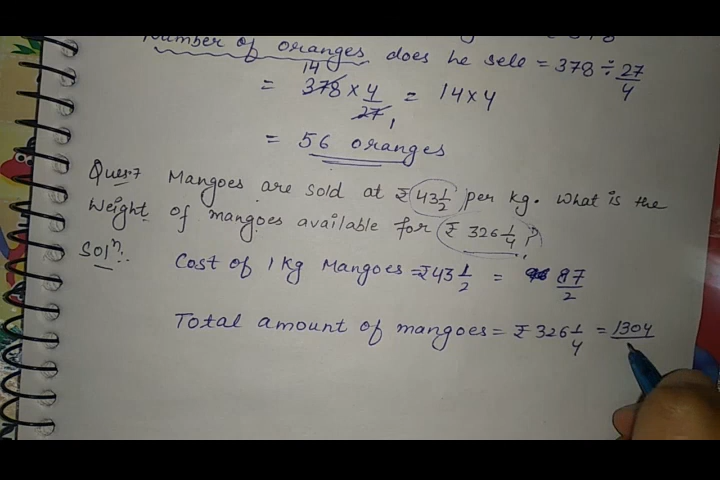 Number of oranges does he sell = 378 ÷ 27/4
14
= 378 × 4/27 = 14×4
1
= 56 oranges
Ques:7 Mangoes are sold at ₹ 43 1/2 per kg. What is the
weight of mangoes available for ₹ 326 1/4 ?
Solⁿ:.
Cost of 1 kg Mangoes = ₹ 43 1/2 = 87/2
Total amount of mangoes = ₹ 326 1/4 = 1304